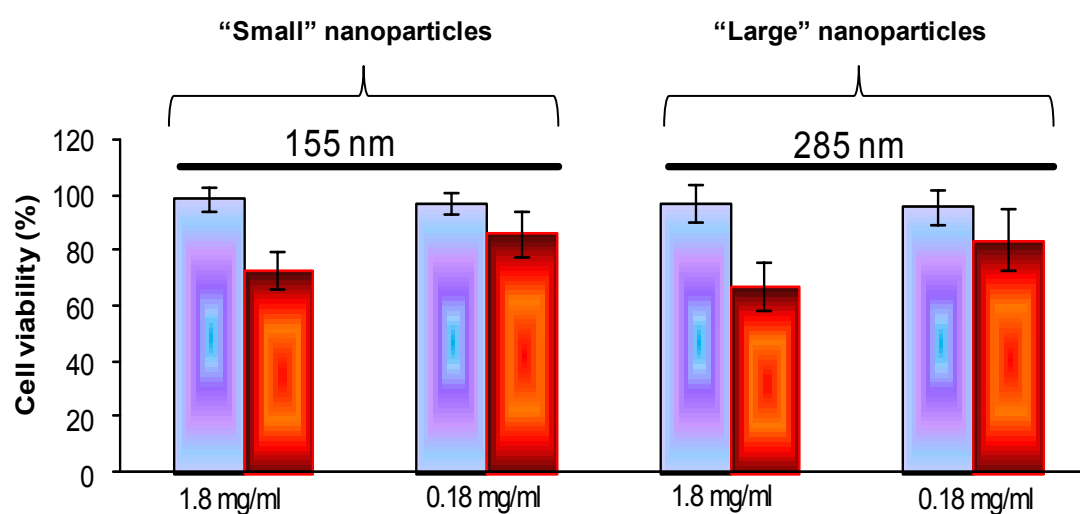 “Small” nanoparticles
“Large” nanoparticles
155 nm
285 nm
Cell viability (%)
120
100
80
60
40
20
0
1.8 mg/ml
0.18 mg/ml
1.8 mg/ml
0.18 mg/ml